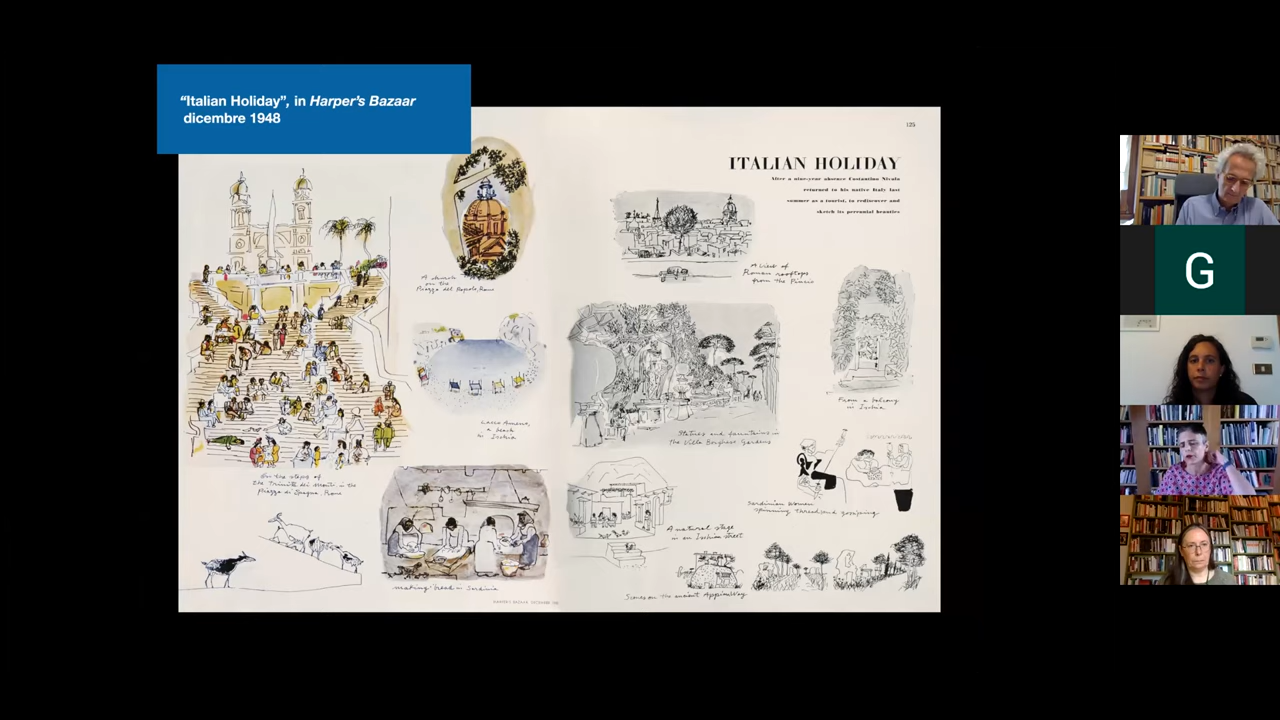 “Italian Holiday”, in Harper’s Bazaar
dicembre 1948
125
ITALIAN HOLIDAY
After a nine-year absence Costantino Nivola
returned to his native Italy last
summer as a tourist, to rediscover and
sketch its perennial beauties
A church
on the
Piazza del Popolo, Rome
A view of
Roman rooftops
from the Pincio
Lacco Ameno,
a beach
in Ischia
From a balcony
in Ischia
Statues and fountains in
the Villa Borghese Gardens
On the steps of
the Trinità dei Monti in the
Piazza di Spagna, Rome
Sardinian Women
spinning thread and gossiping
A natural stage
in an Ischian street
making bread in Sardinia
Scenes on the ancient Appian Way
HARPER'S BAZAAR, DECEMBER
G